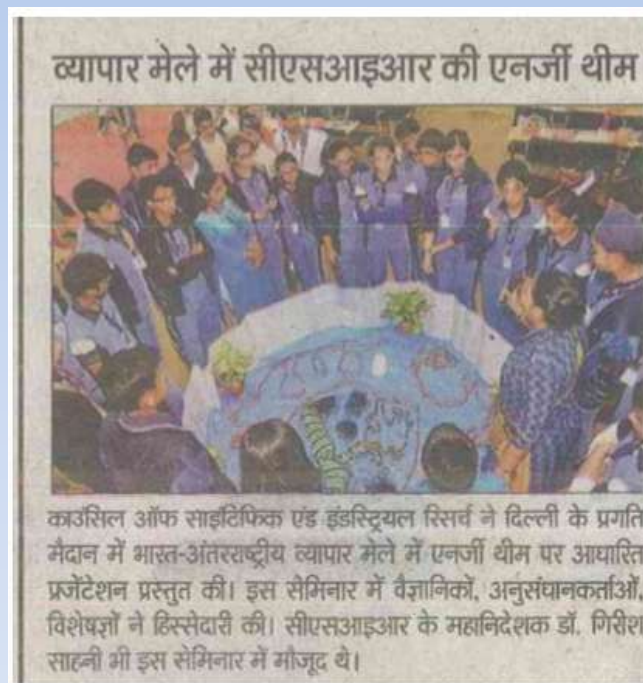 व्यापार मेले में सीएसआइआर की एनर्जी थीम
काउंसिल ऑफ साइंटिफिक एंड इंडस्ट्रियल रिसर्च ने दिल्ली के प्रगति
मैदान में भारत-अंतरराष्ट्रीय व्यापार मेले में एनर्जी थीम पर आधारित
प्रजेंटेशन प्रस्तुत की। इस सेमिनार में वैज्ञानिकों, अनुसंधानकर्ताओं,
विशेषज्ञों ने हिस्सेदारी की। सीएसआइआर के महानिदेशक डॉ. गिरीश
साहनी भी इस सेमिनार में मौजूद थे।